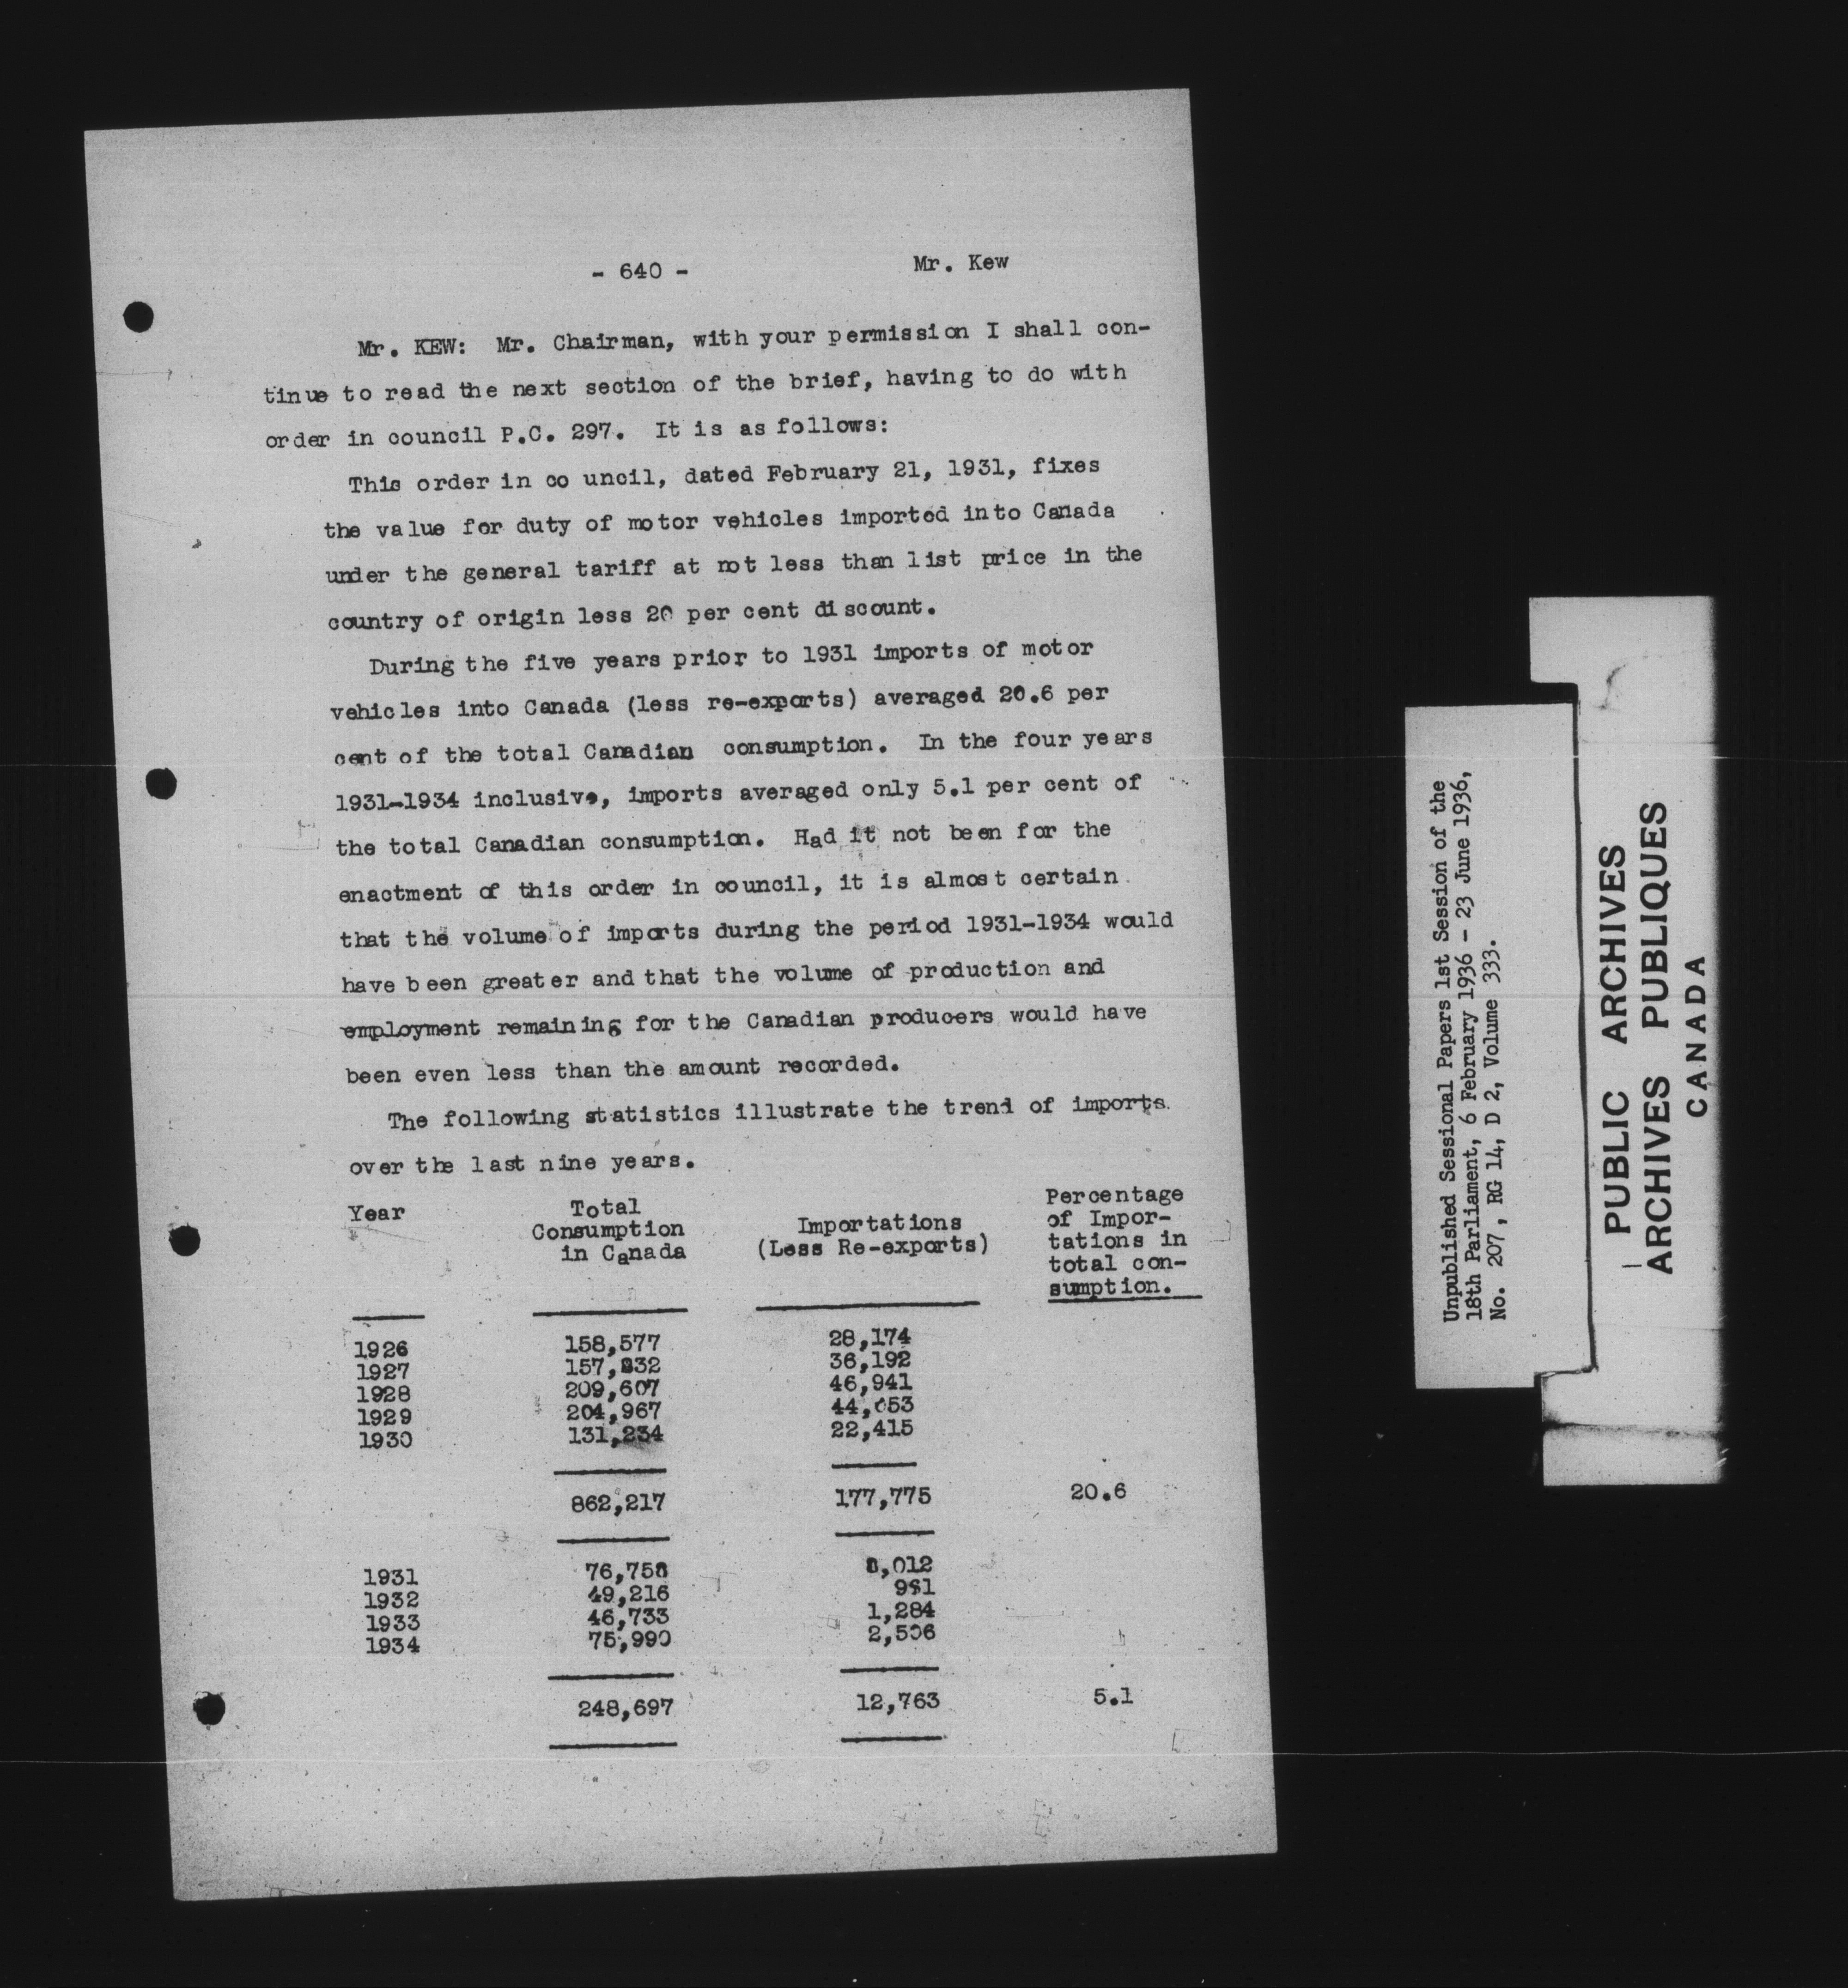 - 640 - Mr. Kew
Mr. KEW: Mr. Chairman, with your permission I shall con-
tinue to read the next section of the brief, having to do with
order in council P.C. 297. It is as follows:
This order in co uncil, dated February 21, 1931, fixes
the value for duty of motor vehicles imported into Canada
under the general tariff at not less than list price in the
country of origin less 20 per cent discount.
During the five years prior to 1931 imports of motor
vehicles into Canada (less re-exports) averaged 20.6 per
cent of the total Canadian consumption. In the four years
1931-1934 inclusive, imports averaged only 5.1 per cent of
the total Canadian consumption. Had it not been for the
enactment of this order in council, it is almost certain
that the volume of imports during the period 1931-1934 would
have been greater and that the volume of production and
employment remaining for the Canadian producers would have
been even less than the amount recorded.
The following statistics illustrate the trend of imports
over the last nine years.
Year Total Consumption in Canada Importations (Less Re-exports) Percentage of Impor- tations in total con- sumption.
1926 158,577 28,174
1927 157,832 36,192
1928 209,607 46,941
1929 204,967 44,053
1930 131,234 22,415
862,217 177,775 20.6
1931 76,758 8,012
1932 49,216 961
1933 46,733 1,284
1934 75,990 2,506
248,697 12,763 5.1
Unpublished Sessional Papers 1st Session of the
18th Parliament, 6 February 1936 - 23 June 1936,
No. 207, RG 14, D 2, Volume 333.
PUBLIC ARCHIVES
ARCHIVES PUBLIQUES
CANADA